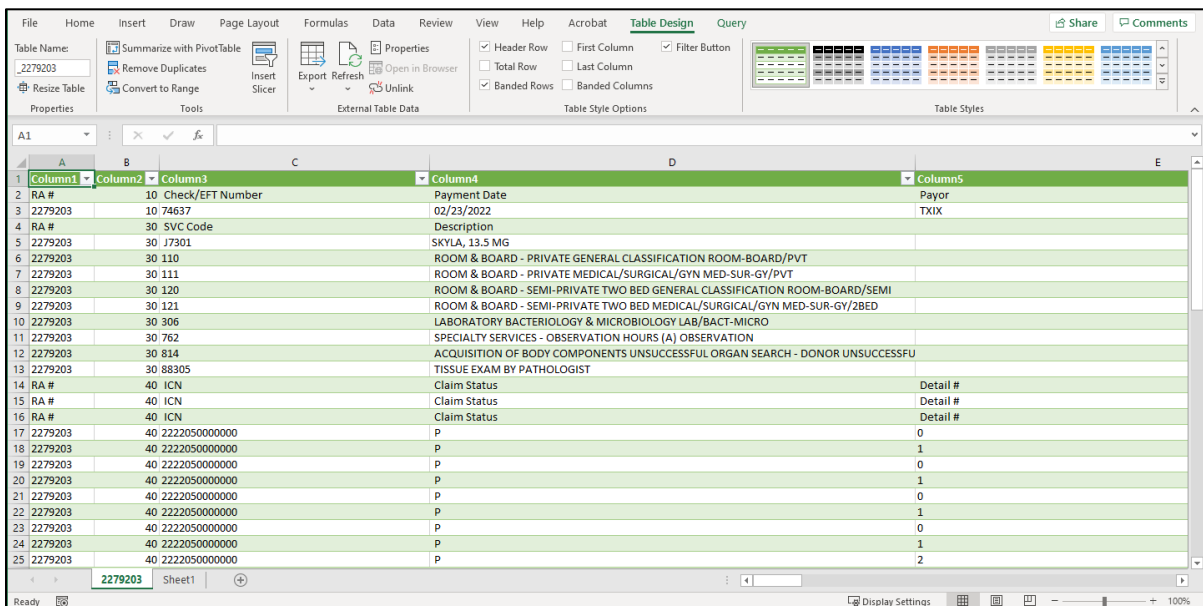 File Home Insert Draw Page Layout Formulas Data Review View Help Acrobat Table Design Query Share Comments
Table Name:
_2279203
Resize Table
Properties
Summarize with PivotTable
Remove Duplicates
Convert to Range
Tools
Insert Slicer
Export Refresh
Properties
Open in Browser
Unlink
External Table Data
Header Row First Column Filter Button
Total Row Last Column
Banded Rows Banded Columns
Table Style Options
Table Styles
A1 fx
A B C D E
1 Column1 Column2 Column3 Column4 Column5
2 RA # 10 Check/EFT Number Payment Date Payor
3 2279203 10 74637 02/23/2022 TXIX
4 RA # 30 SVC Code Description
5 2279203 30 J7301 SKYLA, 13.5 MG
6 2279203 30 110 ROOM & BOARD - PRIVATE GENERAL CLASSIFICATION ROOM-BOARD/PVT
7 2279203 30 111 ROOM & BOARD - PRIVATE MEDICAL/SURGICAL/GYN MED-SUR-GY/PVT
8 2279203 30 120 ROOM & BOARD - SEMI-PRIVATE TWO BED GENERAL CLASSIFICATION ROOM-BOARD/SEMI
9 2279203 30 121 ROOM & BOARD - SEMI-PRIVATE TWO BED MEDICAL/SURGICAL/GYN MED-SUR-GY/2BED
10 2279203 30 306 LABORATORY BACTERIOLOGY & MICROBIOLOGY LAB/BACT-MICRO
11 2279203 30 762 SPECIALTY SERVICES - OBSERVATION HOURS (A) OBSERVATION
12 2279203 30 814 ACQUISITION OF BODY COMPONENTS UNSUCCESSFUL ORGAN SEARCH - DONOR UNSUCCESSFU
13 2279203 30 88305 TISSUE EXAM BY PATHOLOGIST
14 RA # 40 ICN Claim Status Detail #
15 RA # 40 ICN Claim Status Detail #
16 RA # 40 ICN Claim Status Detail #
17 2279203 40 2222050000000 P 0
18 2279203 40 2222050000000 P 1
19 2279203 40 2222050000000 P 0
20 2279203 40 2222050000000 P 1
21 2279203 40 2222050000000 P 0
22 2279203 40 2222050000000 P 1
23 2279203 40 2222050000000 P 0
24 2279203 40 2222050000000 P 1
25 2279203 40 2222050000000 P 2
2279203 Sheet1
Ready Display Settings 100%